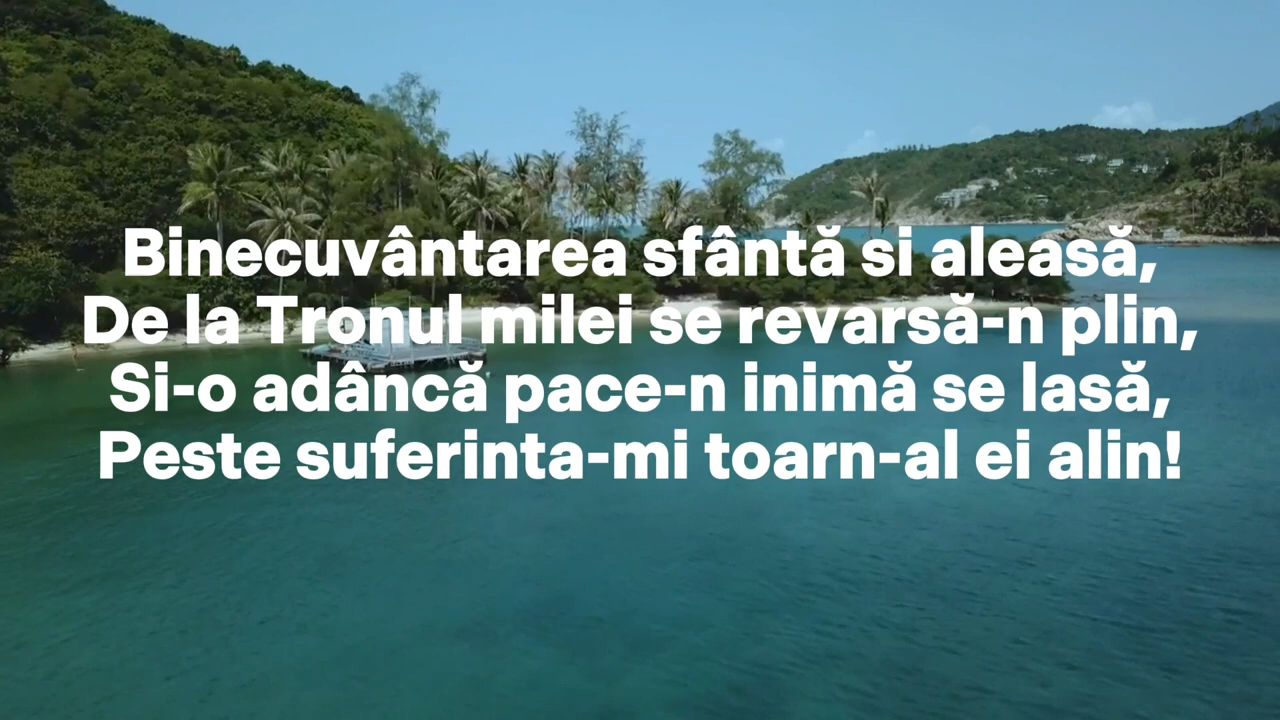 Binecuvântarea sfântă si aleasă,
De la Tronul milei se revarsă-n plin,
Si-o adâncă pace-n inimă se lasă,
Peste suferinta-mi toarn-al ei alin!